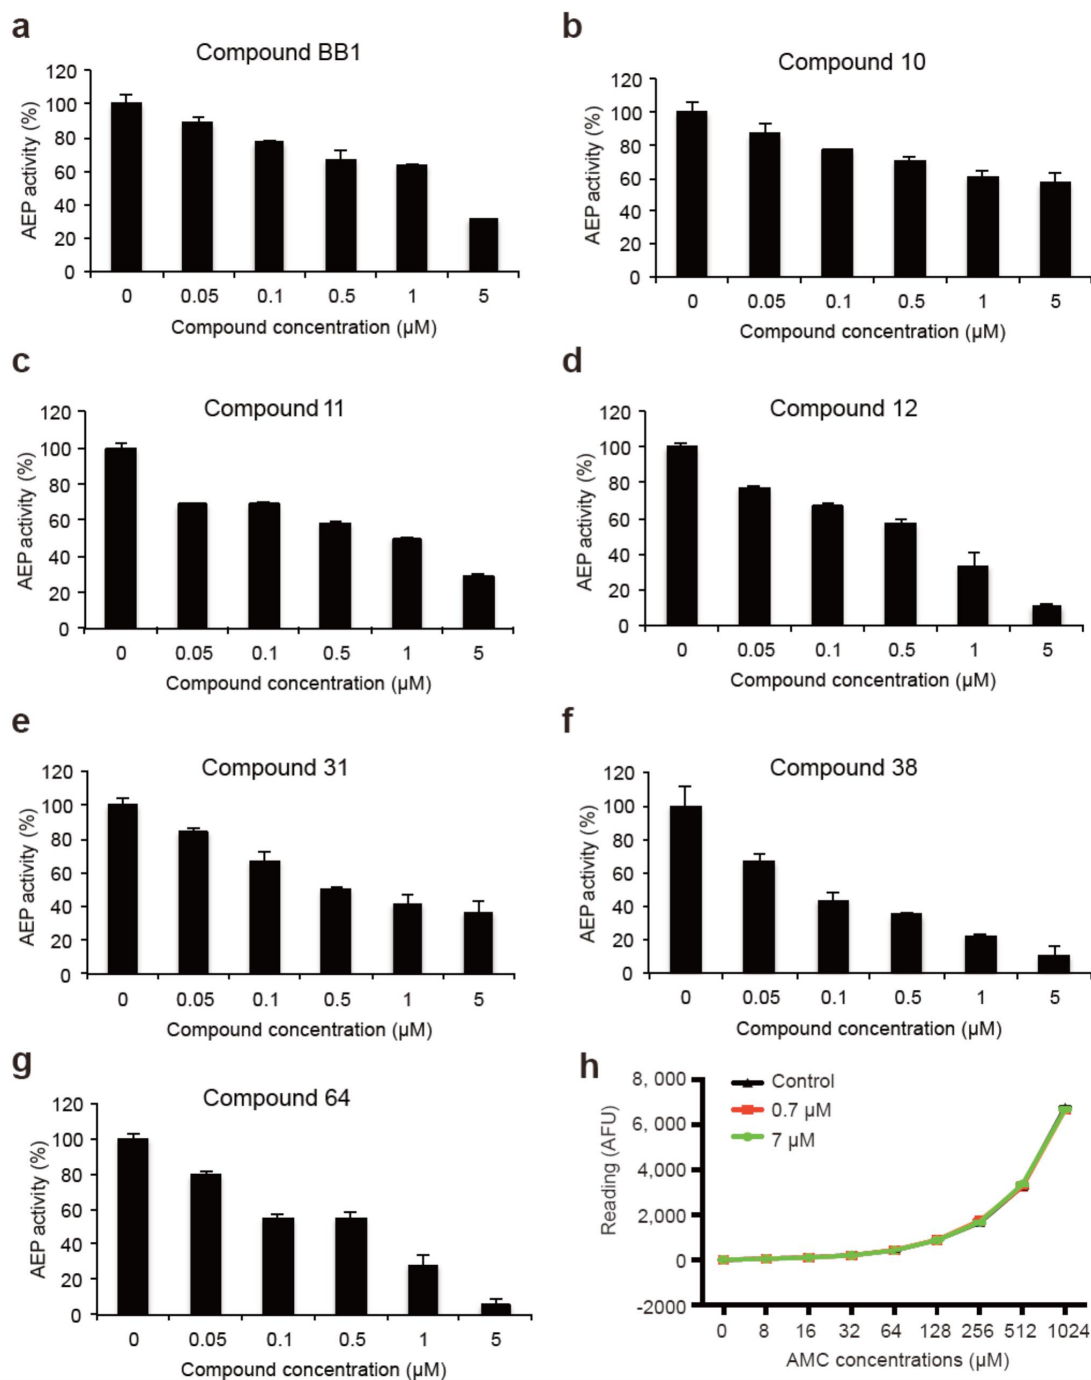 a
Compound BB1
AEP activity (%)
120
100
80
60
40
20
0
0 0.05 0.1 0.5 1 5
Compound concentration (µM)
b
Compound 10
AEP activity (%)
120
100
80
60
40
20
0
0 0.05 0.1 0.5 1 5
Compound concentration (µM)
c
Compound 11
AEP activity (%)
120
100
80
60
40
20
0
0 0.05 0.1 0.5 1 5
Compound concentration (µM)
d
Compound 12
AEP activity (%)
120
100
80
60
40
20
0
0 0.05 0.1 0.5 1 5
Compound concentration (µM)
e
Compound 31
AEP activity (%)
120
100
80
60
40
20
0
0 0.05 0.1 0.5 1 5
Compound concentration (µM)
f
Compound 38
AEP activity (%)
120
100
80
60
40
20
0
0 0.05 0.1 0.5 1 5
Compound concentration (µM)
g
Compound 64
AEP activity (%)
120
100
80
60
40
20
0
0 0.05 0.1 0.5 1 5
Compound concentration (µM)
h
Control
0.7 µM
7 µM
Reading (AFU)
8, 000
6, 000
4, 000
2, 000
0
-2000
0 8 16 32 64 128 256 512 1024
AMC concentrations (µM)